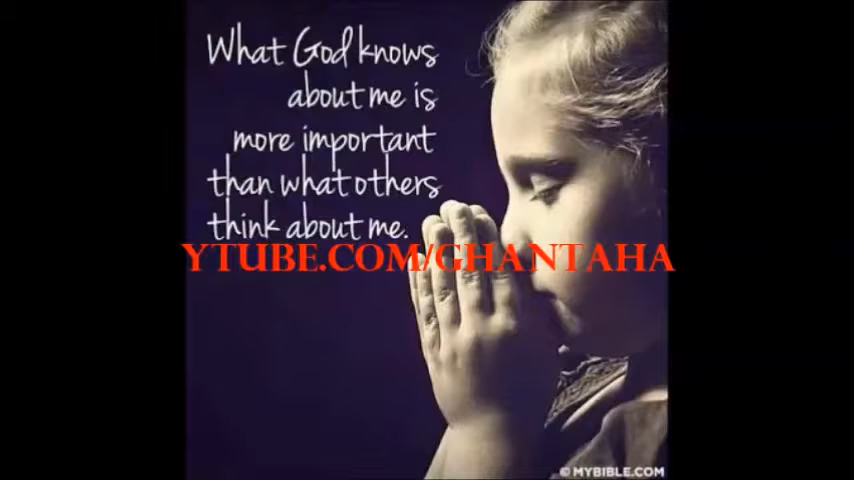 What God knows
about me is
more important
than what others
think about me.
YTUBE.COM/GHANTAHA
© MYBIBLE.COM